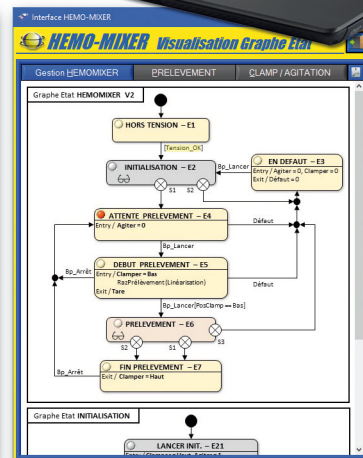 Interface HEMO-MIXER
HEMO-MIXER Visualisation Graphe Etat
Gestion HEMOMIXER PRELEVEMENT CLAMP / AGITATION
Graphe Etat HEMOMIXER V2
HORS TENSION – E1
[Tension_OK]
INITIALISATION – E2
S1 S2
Bp_Lancer
EN DEFAUT – E3
Entry / Agiter = 0, Clamper = 0
Exit / Défaut = 0
ATTENTE PRELEVEMENT – E4
Entry / Agiter = 0
Défaut
Bp_Lancer
Bp_Arrêt
DEBUT PRELEVEMENT – E5
Entry / Clamper = Bas
RazPrélèvement (Linéarisation)
Exit / Tare
Défaut
Bp_Lancer[PosClamp == Bas]
PRELEVEMENT – E6
S2 S1 S3
Bp_Arrêt
FIN PRELEVEMENT – E7
Exit / Clamper = Haut
Graphe Etat INITIALISATION
LANCER INIT. – E21